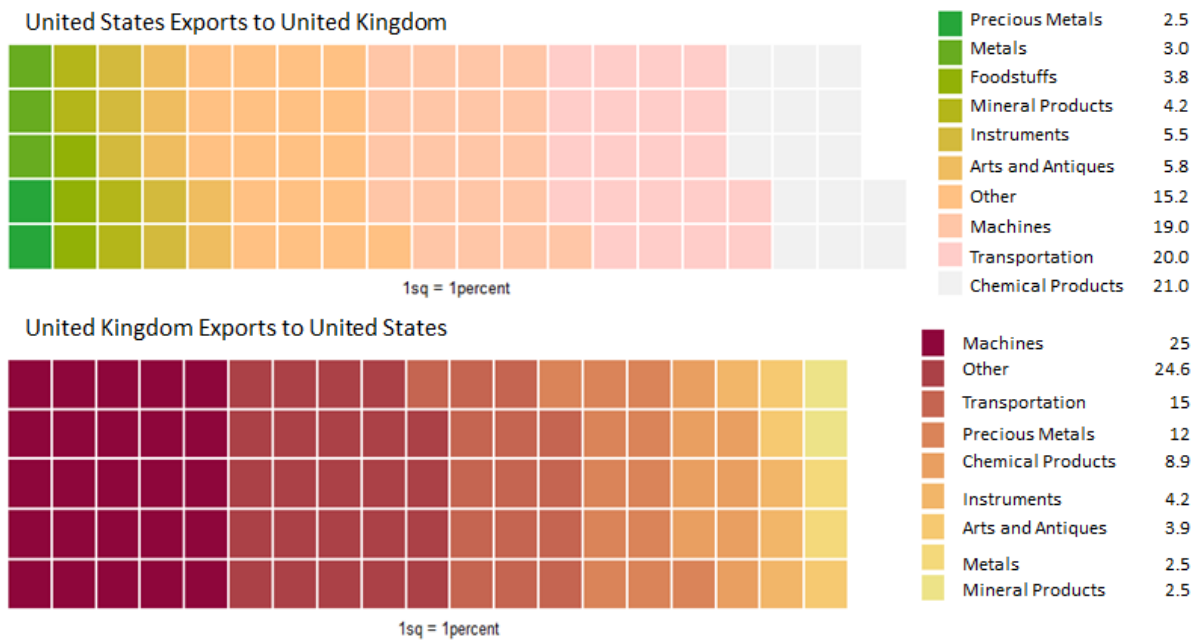 United States Exports to United Kingdom
Precious Metals 2.5
Metals 3.0
Foodstuffs 3.8
Mineral Products 4.2
Instruments 5.5
Arts and Antiques 5.8
Other 15.2
Machines 19.0
Transportation 20.0
Chemical Products 21.0
1sq = 1percent
United Kingdom Exports to United States
Machines 25
Other 24.6
Transportation 15
Precious Metals 12
Chemical Products 8.9
Instruments 4.2
Arts and Antiques 3.9
Metals 2.5
Mineral Products 2.5
1sq = 1percent